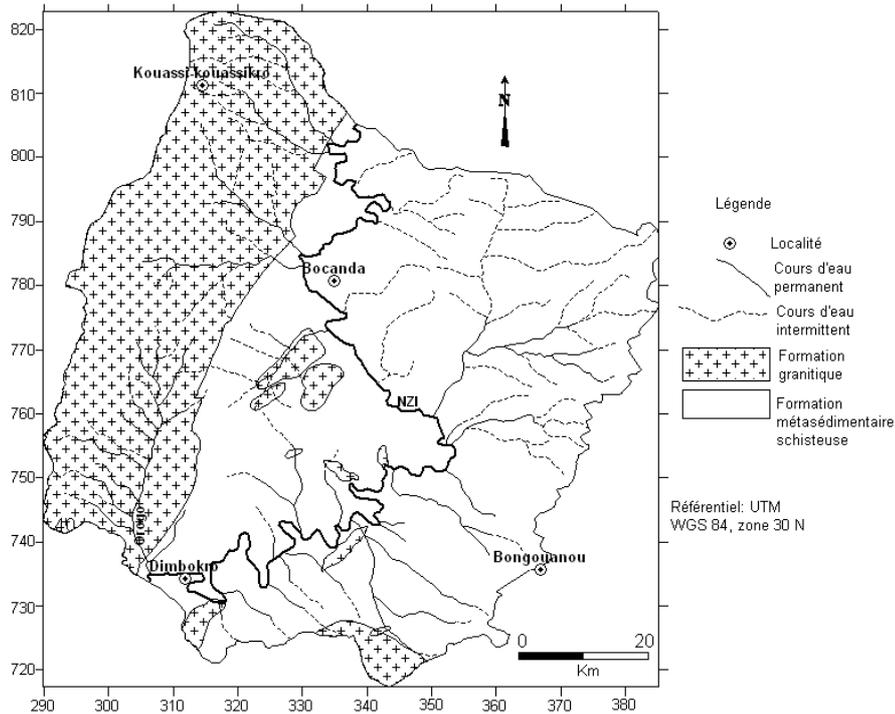 820
810
800
790
780
770
760
750
740
730
720
290
300
310
320
330
340
350
360
370
380
Kouassi-kouassikro
N
Bocanda
NZI
Dimbokro
Bongouanou
0 20
Km
Légende
Localité
Cours d'eau
permanent
Cours d'eau
intermittent
Formation
granitique
Formation
métasédimentaire
schisteuse
Référentiel: UTM
WGS 84, zone 30 N